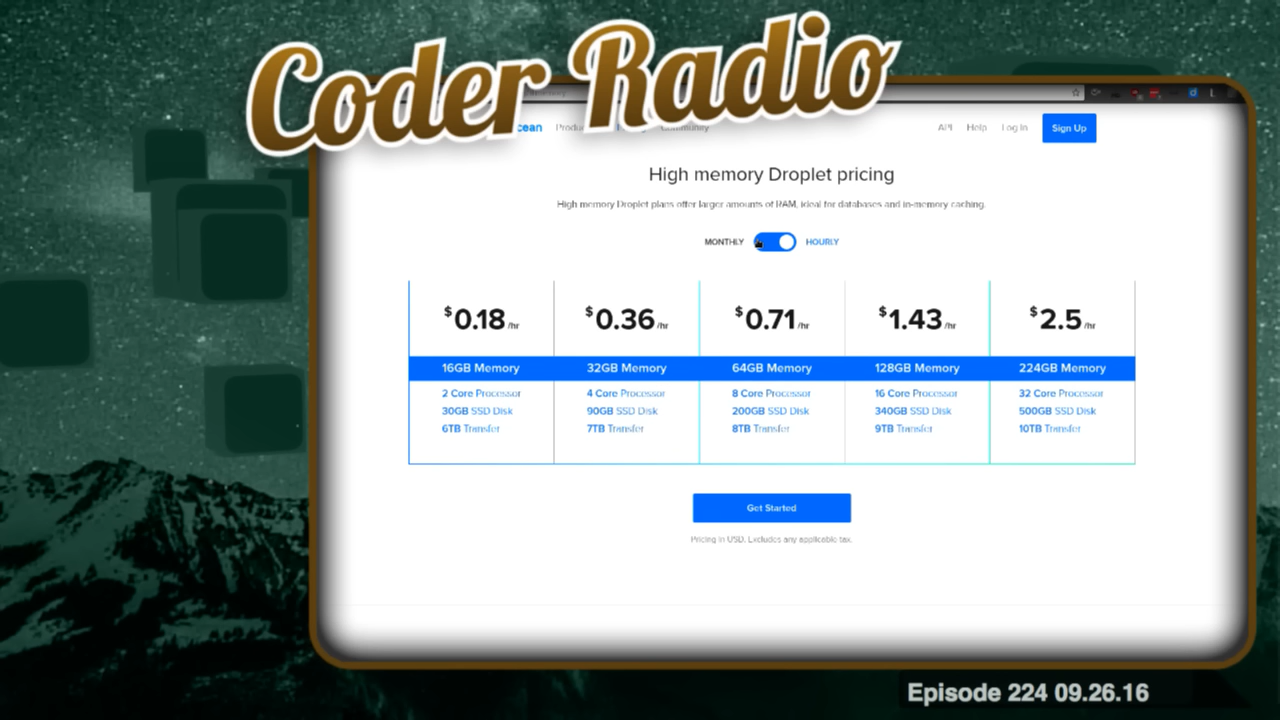 Coder Radio
cean
API Help Log In Sign Up
High memory Droplet pricing
High memory Droplet plans offer larger amounts of RAM, ideal for databases and in-memory caching.
MONTHLY HOURLY
$0.18 /hr $0.36 /hr $0.71 /hr $1.43 /hr $2.5 /hr
16GB Memory 32GB Memory 64GB Memory 128GB Memory 224GB Memory
2 Core Processor 4 Core Processor 8 Core Processor 16 Core Processor 32 Core Processor
30GB SSD Disk 90GB SSD Disk 200GB SSD Disk 340GB SSD Disk 500GB SSD Disk
6TB Transfer 7TB Transfer 8TB Transfer 9TB Transfer 10TB Transfer
Get Started
Pricing in USD. Excludes any applicable tax.
Episode 224 09.26.16